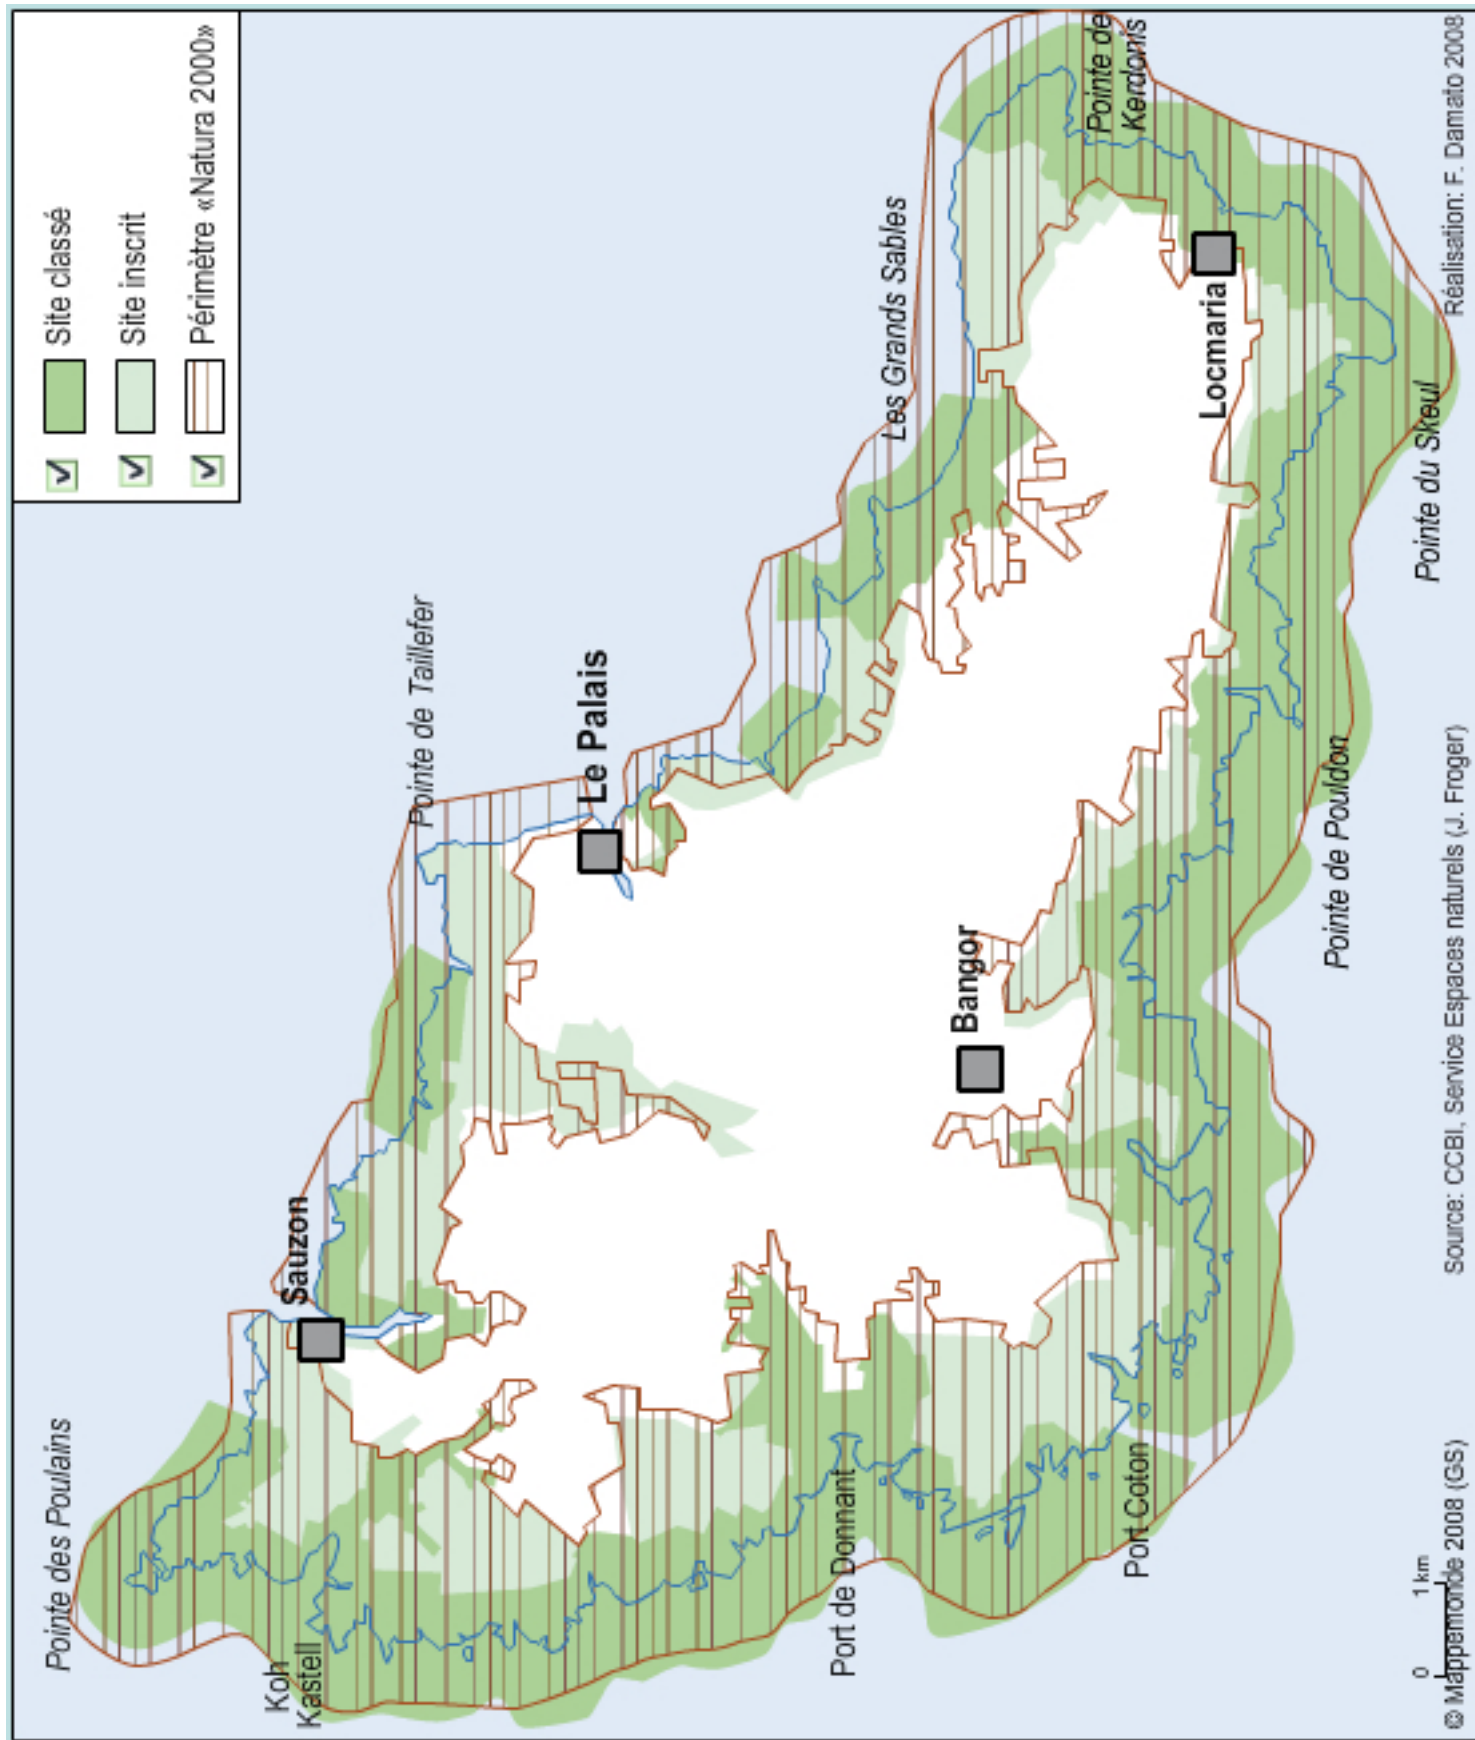 Site classé
Site inscrit
Périmètre «Natura 2000»
Pointe des Poulains
Koh
Kastell
Sauzon
Pointe de Taillefer
Le Palais
Les Grands Sables
Pointe de
Kerdonis
Port de Donnant
Bangor
Port Coton
Locmaria
Pointe de Pouldon
Pointe du Skeul
0 1 km
© Mappemonde 2008 (GS)
Source: CCBI, Service Espaces naturels (J. Froger)
Réalisation: F. Damato 2008